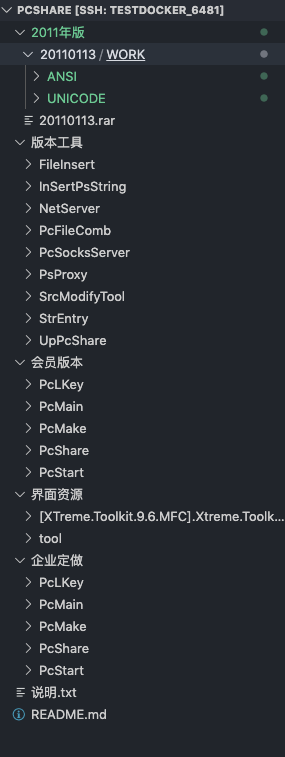 PCSHARE [SSH: TESTDOCKER_6481]
2011年版
20110113 / WORK
ANSI
UNICODE
20110113.rar
版本工具
FileInsert
InSertPsString
NetServer
PcFileComb
PcSocksServer
PsProxy
SrcModifyTool
StrEntry
UpPcShare
会员版本
PcLKey
PcMain
PcMake
PcShare
PcStart
界面资源
[XTreme.Toolkit.9.6.MFC].Xtreme.Toolk...
tool
企业定做
PcLKey
PcMain
PcMake
PcShare
PcStart
说明.txt
README.md